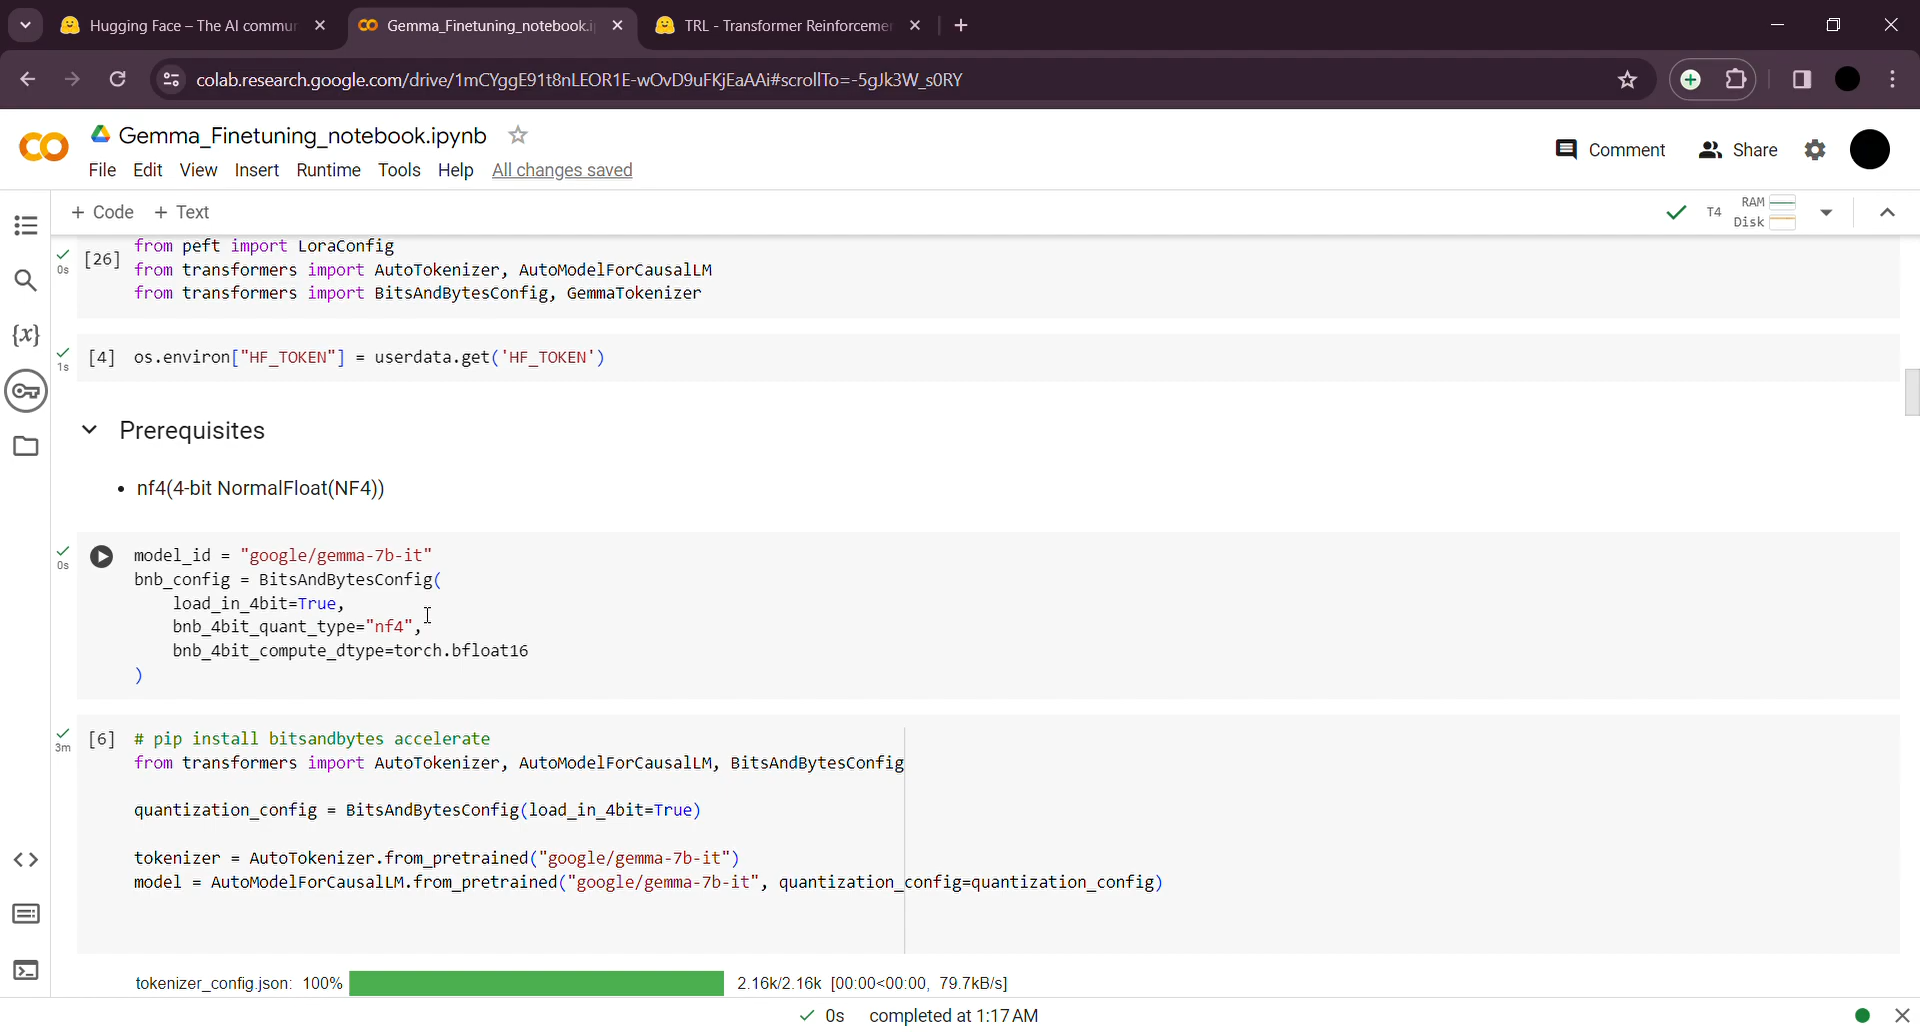 Hugging Face – The AI commun
Gemma_Finetuning_notebook.i
TRL - Transformer Reinforceme
colab.research.google.com/drive/1mCYggE91t8nLEOR1E-wOvD9uFKjEaAAi#scrollTo=-5gJk3W_s0RY
CO
Gemma_Finetuning_notebook.ipynb
File Edit View Insert Runtime Tools Help All changes saved
Comment
Share
+ Code + Text
T4
RAM
Disk
from peft import LoraConfig
[26]
0s
from transformers import AutoTokenizer, AutoModelForCausalLM
from transformers import BitsAndBytesConfig, GemmaTokenizer
{x}
1s
[4] os.environ["HF_TOKEN"] = userdata.get('HF_TOKEN')
Prerequisites
• nf4(4-bit NormalFloat(NF4))
0s
model_id = "google/gemma-7b-it"
bnb_config = BitsAndBytesConfig(
load_in_4bit=True,
bnb_4bit_quant_type="nf4",
bnb_4bit_compute_dtype=torch.bfloat16
)
3m
[6] # pip install bitsandbytes accelerate
from transformers import AutoTokenizer, AutoModelForCausalLM, BitsAndBytesConfig
quantization_config = BitsAndBytesConfig(load_in_4bit=True)
tokenizer = AutoTokenizer.from_pretrained("google/gemma-7b-it")
model = AutoModelForCausalLM.from_pretrained("google/gemma-7b-it", quantization_config=quantization_config)
tokenizer_config.json: 100% 2.16k/2.16k [00:00<00:00, 79.7kB/s]
0s completed at 1:17 AM